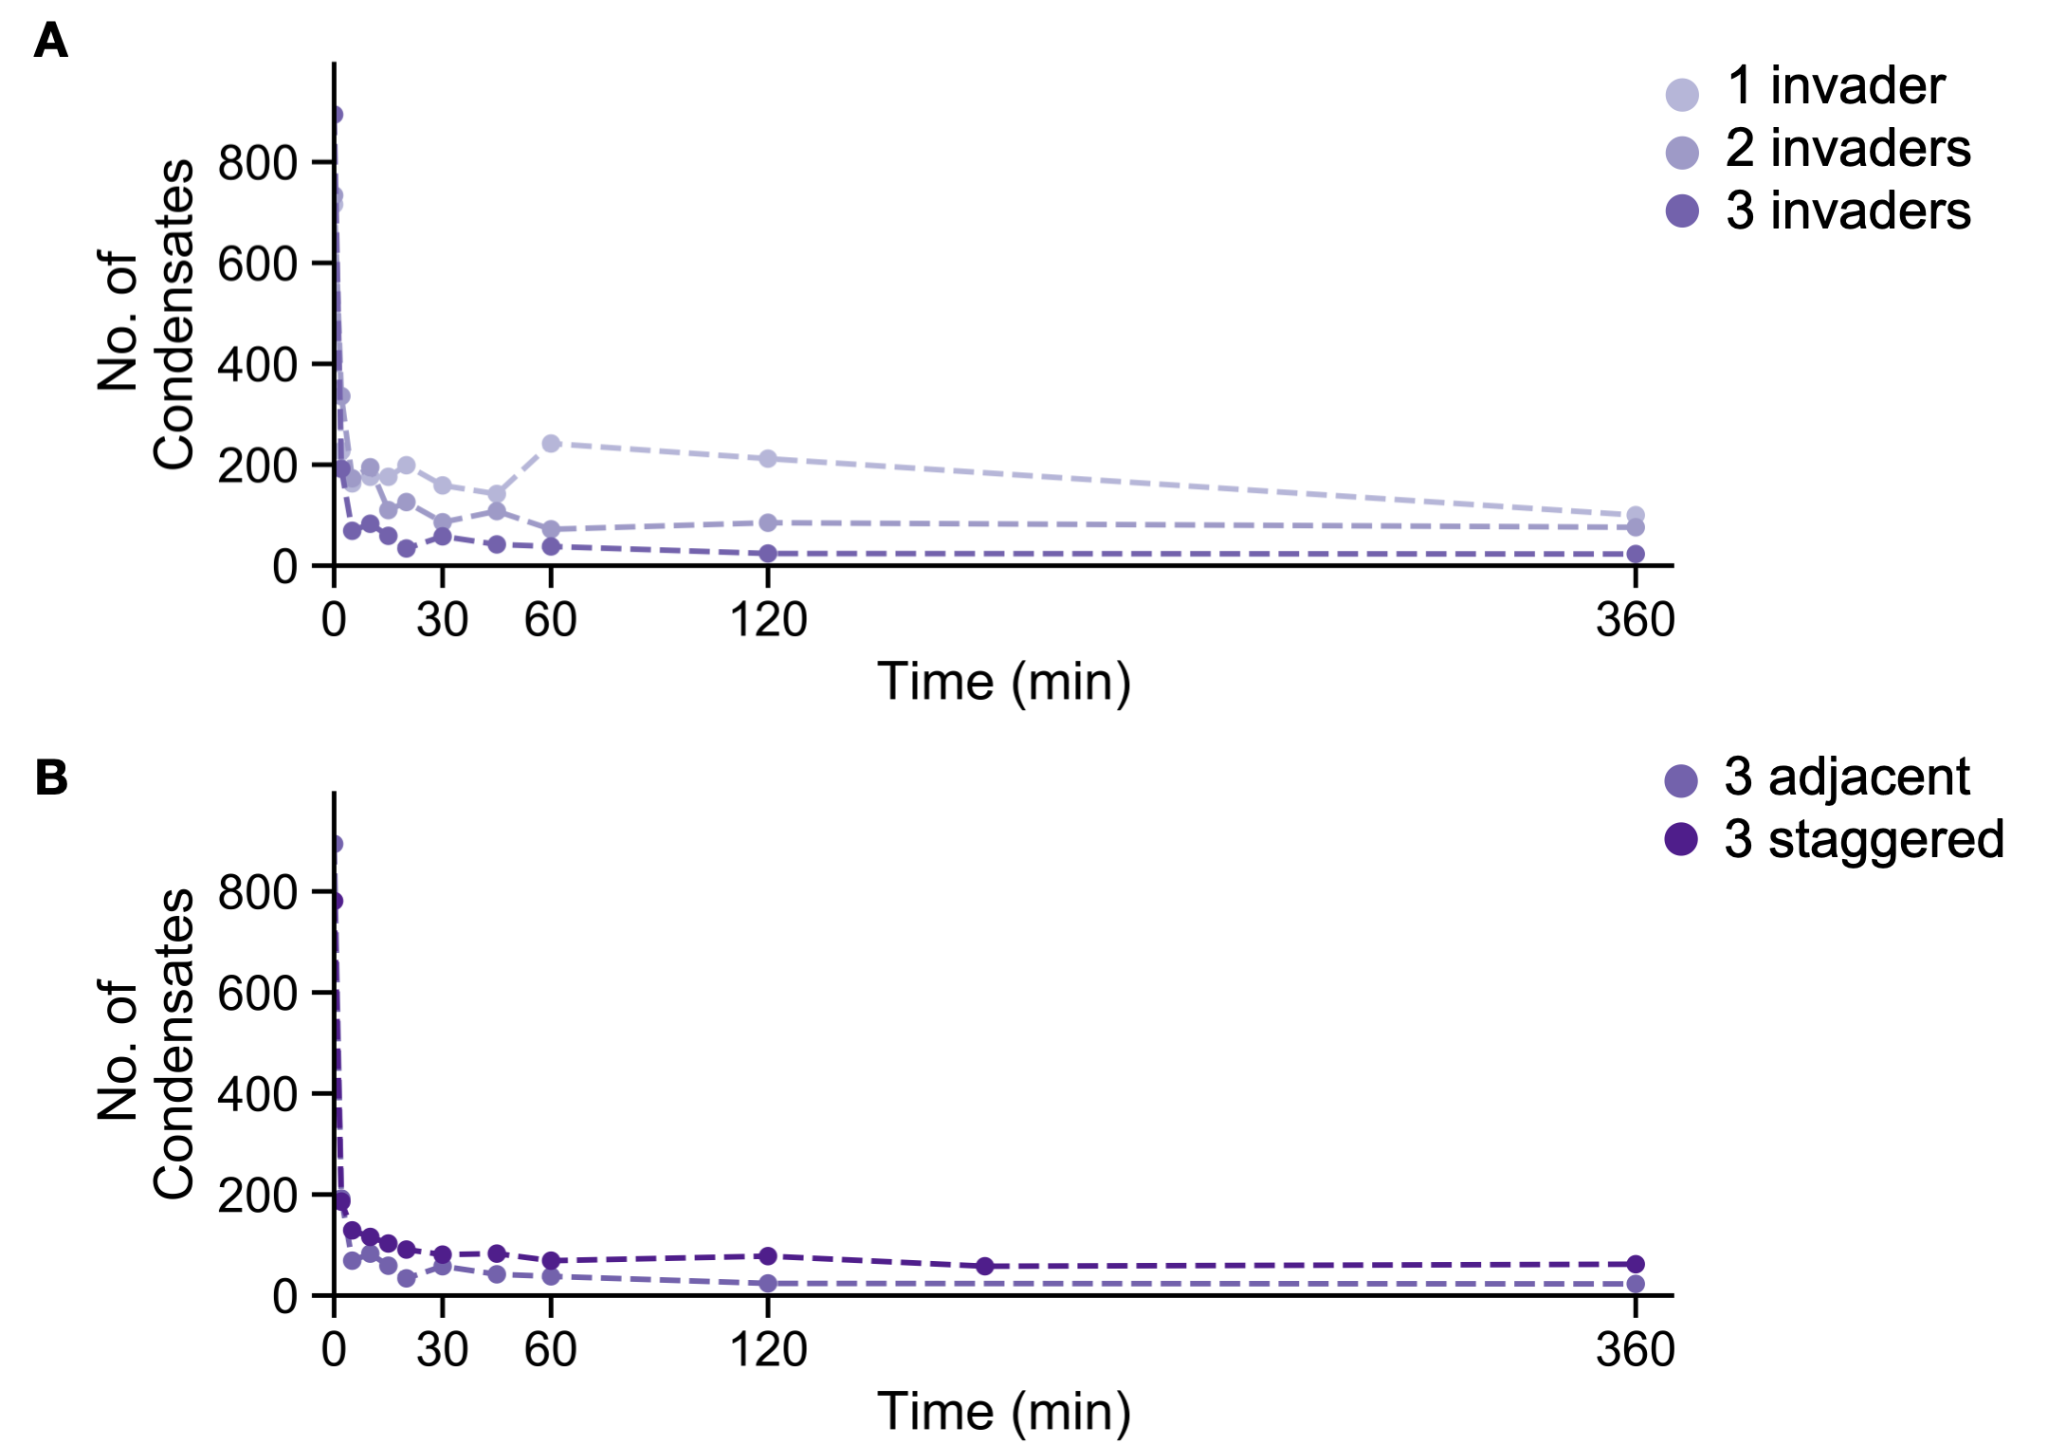 A
1 invader
2 invaders
3 invaders
No. of
Condensates
800
600
400
200
0
0 30 60 120 360
Time (min)
B
3 adjacent
3 staggered
No. of
Condensates
800
600
400
200
0
0 30 60 120 360
Time (min)